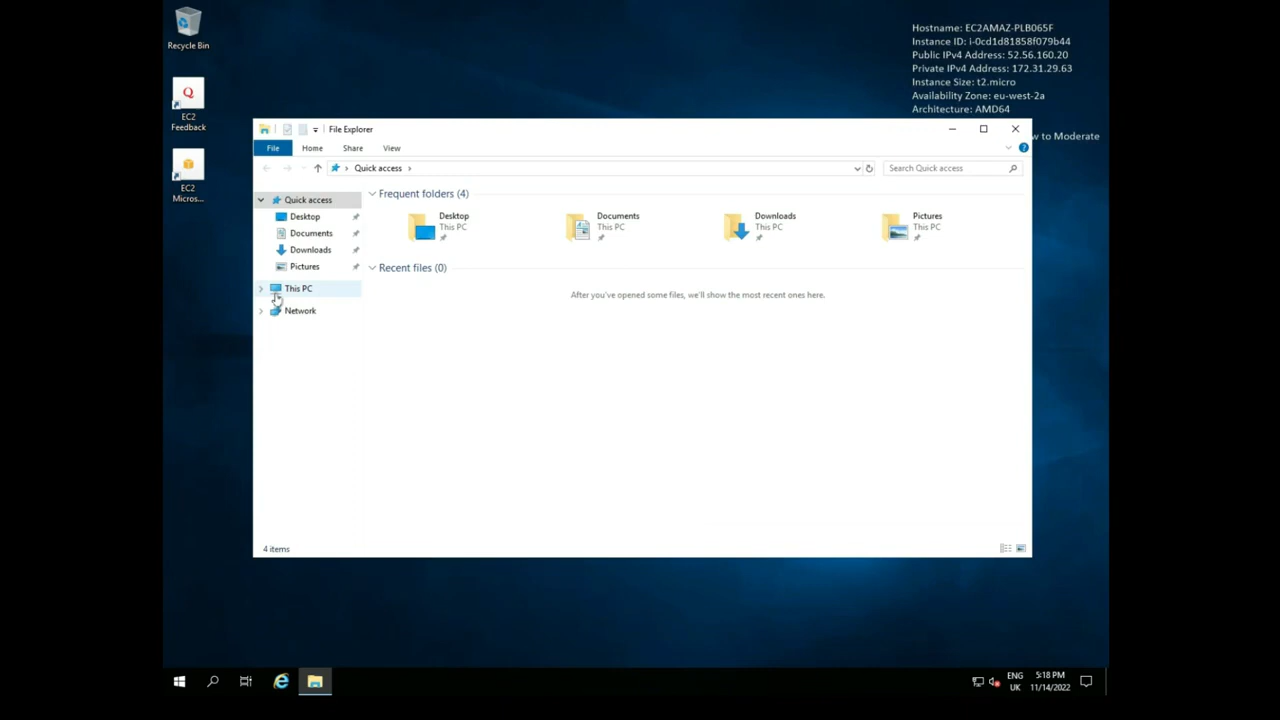 Recycle Bin
EC2
Feedback
EC2
Micros...
Hostname: EC2AMAZ-PLB065F
Instance ID: i-0cd1d81858f079b44
Public IPv4 Address: 52.56.160.20
Private IPv4 Address: 172.31.29.63
Instance Size: t2.micro
Availability Zone: eu-west-2a
Architecture: AMD64
to Moderate
File Explorer
File Home Share View
Quick access
Search Quick access
Quick access
Desktop
Documents
Downloads
Pictures
This PC
Network
Frequent folders (4)
Desktop
This PC
Documents
This PC
Downloads
This PC
Pictures
This PC
Recent files (0)
After you've opened some files, we'll show the most recent ones here.
4 items
ENG
UK
5:18 PM
11/14/2022